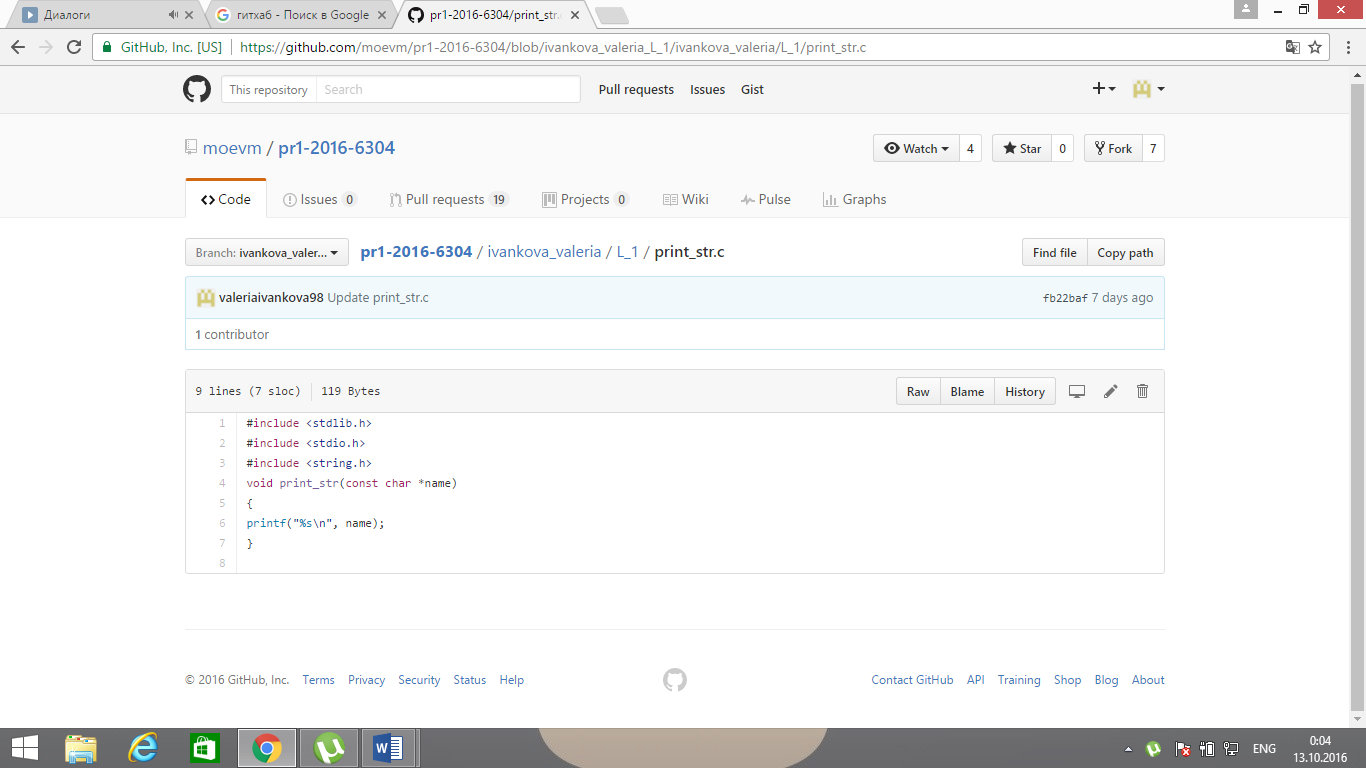 Диалоги
гитхаб - Поиск в Google
pr1-2016-6304/print_str.
GitHub, Inc. [US]
https://github.com/moevm/pr1-2016-6304/blob/ivankova_valeria_L_1/ivankova_valeria/L_1/print_str.c
This repository Search Pull requests Issues Gist
moevm / pr1-2016-6304
Watch 4 Star 0 Fork 7
Code Issues 0 Pull requests 19 Projects 0 Wiki Pulse Graphs
Branch: ivankova_valer... pr1-2016-6304 / ivankova_valeria / L_1 / print_str.c Find file Copy path
valeriaivankova98 Update print_str.c fb22baf 7 days ago
1 contributor
9 lines (7 sloc) 119 Bytes Raw Blame History
1 #include <stdlib.h>
2 #include <stdio.h>
3 #include <string.h>
4 void print_str(const char *name)
5 {
6 printf("%s\n", name);
7 }
8
© 2016 GitHub, Inc. Terms Privacy Security Status Help Contact GitHub API Training Shop Blog About
ENG
0:04
13.10.2016